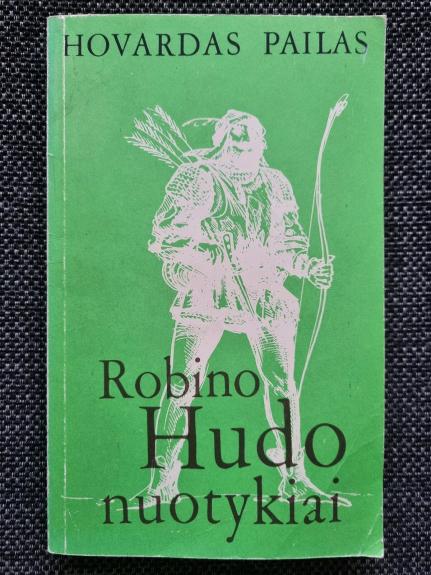 HOVARDAS PAILAS
Robino
Hudo
nuotykiai